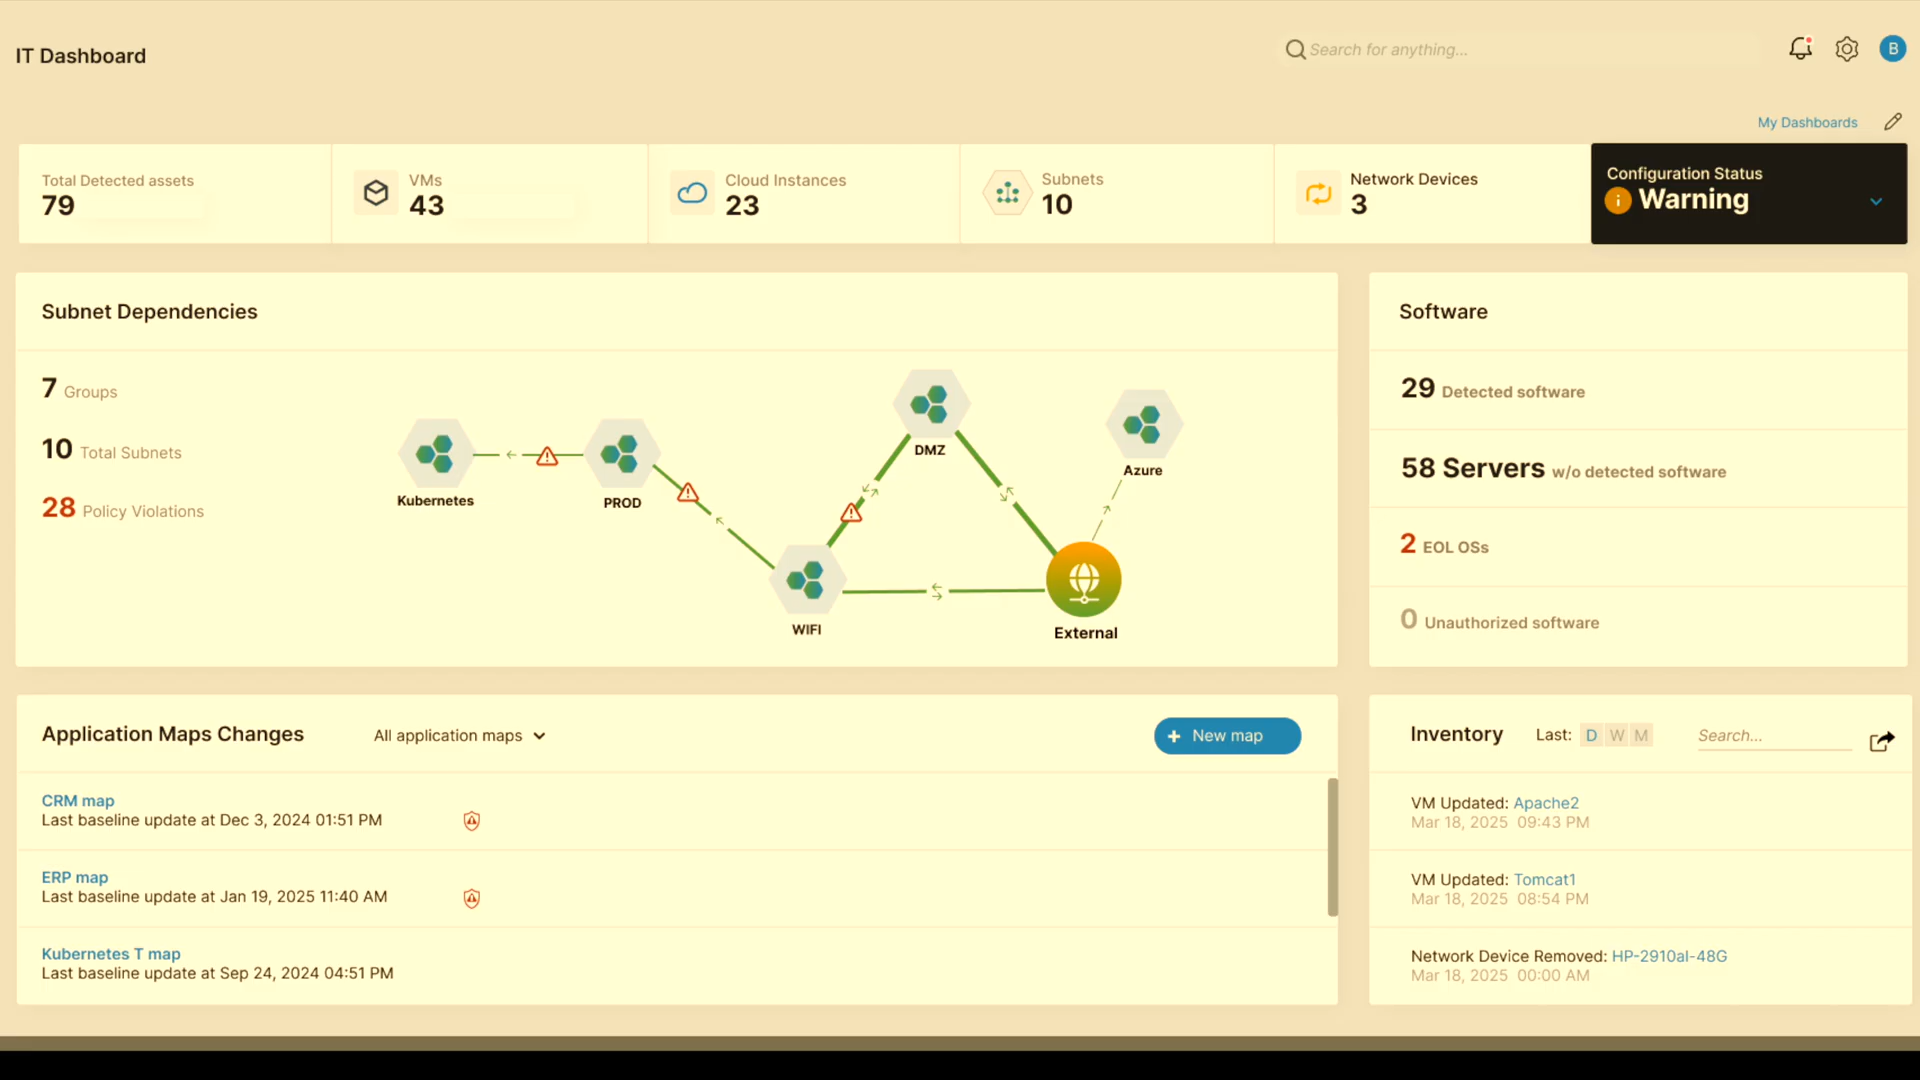 IT Dashboard
Search for anything...
B
My Dashboards
Total Detected assets
79
VMs
43
Cloud Instances
23
Subnets
10
Network Devices
3
Configuration Status
Warning
Subnet Dependencies
7 Groups
10 Total Subnets
28 Policy Violations
Kubernetes
PROD
DMZ
Azure
WIFI
External
Software
29 Detected software
58 Servers w/o detected software
2 EOL OSs
0 Unauthorized software
Application Maps Changes
All application maps
+ New map
CRM map
Last baseline update at Dec 3, 2024 01:51 PM
ERP map
Last baseline update at Jan 19, 2025 11:40 AM
Kubernetes T map
Last baseline update at Sep 24, 2024 04:51 PM
Inventory
Last: D W M
Search...
VM Updated: Apache2
Mar 18, 2025 09:43 PM
VM Updated: Tomcat1
Mar 18, 2025 08:54 PM
Network Device Removed: HP-2910al-48G
Mar 18, 2025 00:00 AM